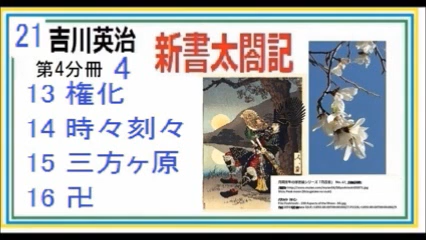 21 吉川英治
新書太閤記
第4分冊 4
13 権化
14 時々刻々
15 三方ヶ原
16 卍